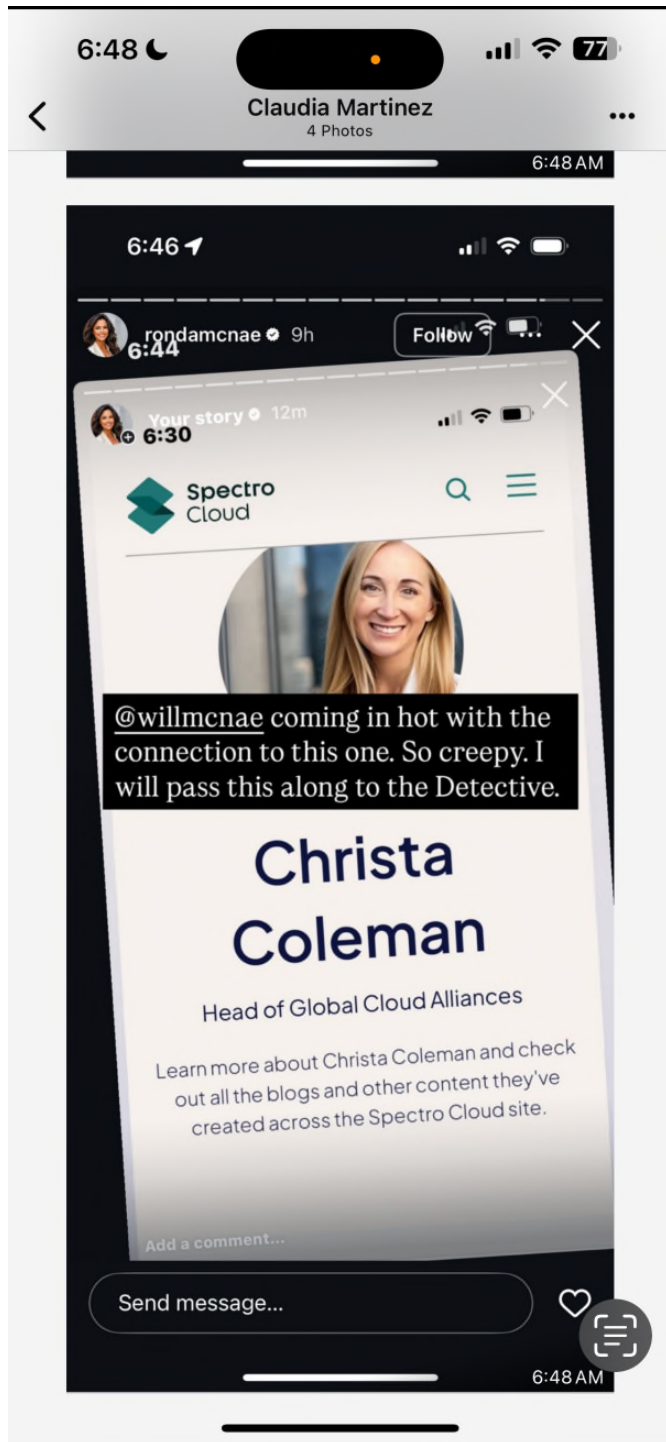 6:48
77
Claudia Martinez
4 Photos
6:48 AM
6:46
rondamcnae 9h
Follow
6:44
Your story 12m
6:30
Spectro
Cloud
@willmcnae coming in hot with the
connection to this one. So creepy. I
will pass this along to the Detective.
Christa
Coleman
Head of Global Cloud Alliances
Learn more about Christa Coleman and check
out all the blogs and other content they've
created across the Spectro Cloud site.
Add a comment...
Send message...
6:48 AM